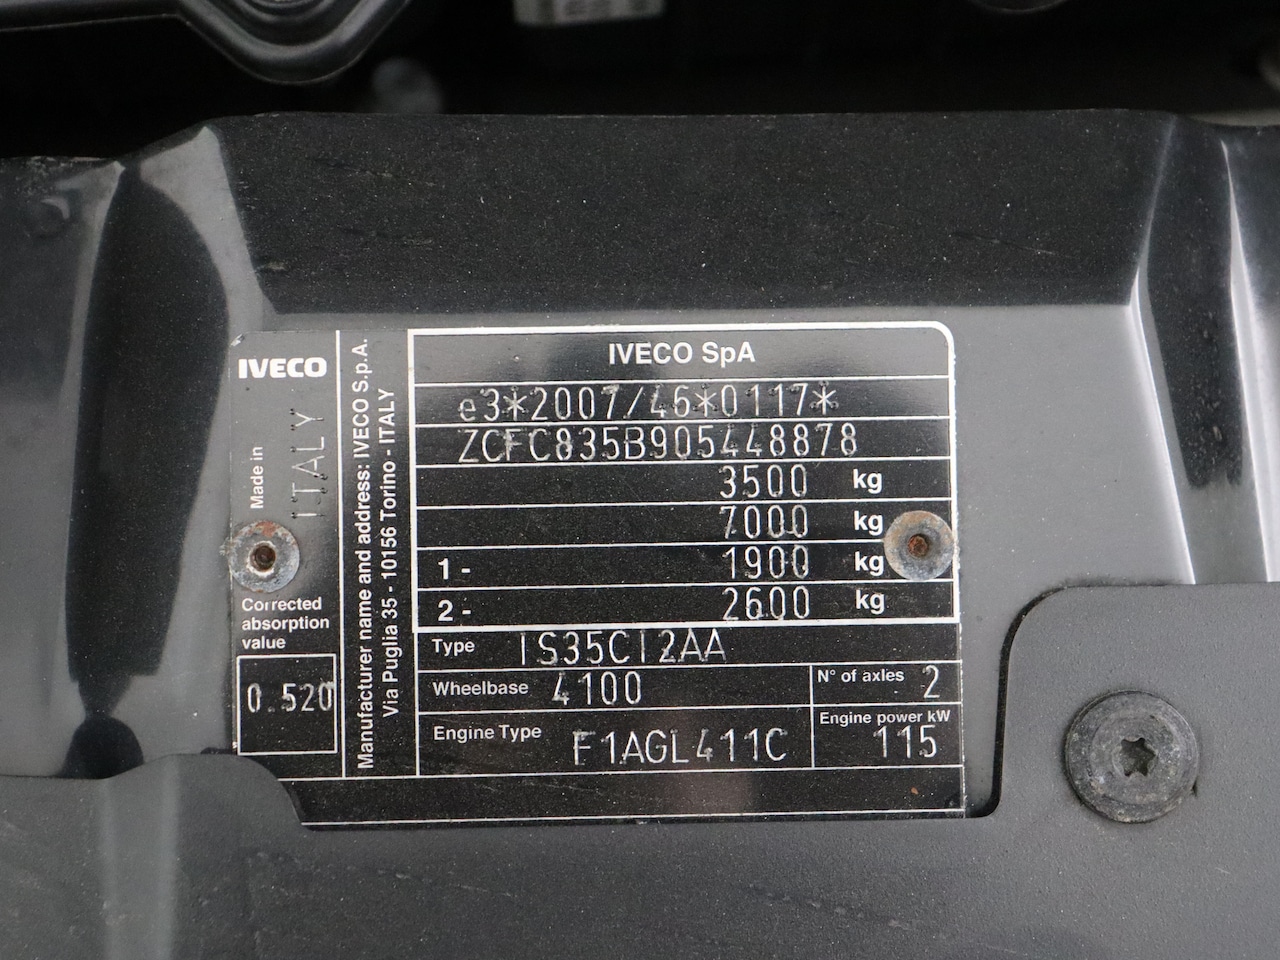 IVECO
Made in
ITALY
Corrected
absorption
value
0.520
Manufacturer name and address: IVECO S.p.A.
Via Puglia 35 - 10156 Torino - ITALY
IVECO SpA
e3*2007/46*0117*
ZCFC835B905448878
3500 kg
7000 kg
1 - 1900 kg
2 - 2600 kg
Type IS35CI2AA
Wheelbase 4100
N° of axles 2
Engine Type F1AGL411C
Engine power kW
115